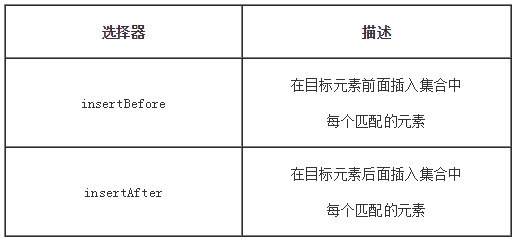 选择器 描述
insertBefore
在目标元素前面插入集合中
每个匹配的元素
insertAfter
在目标元素后面插入集合中
每个匹配的元素